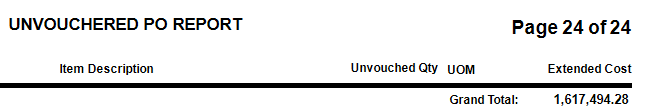 UNVOUCHERED PO REPORT Page 24 of 24
Item Description Unvouched Qty UOM Extended Cost
Grand Total: 1,617,494.28